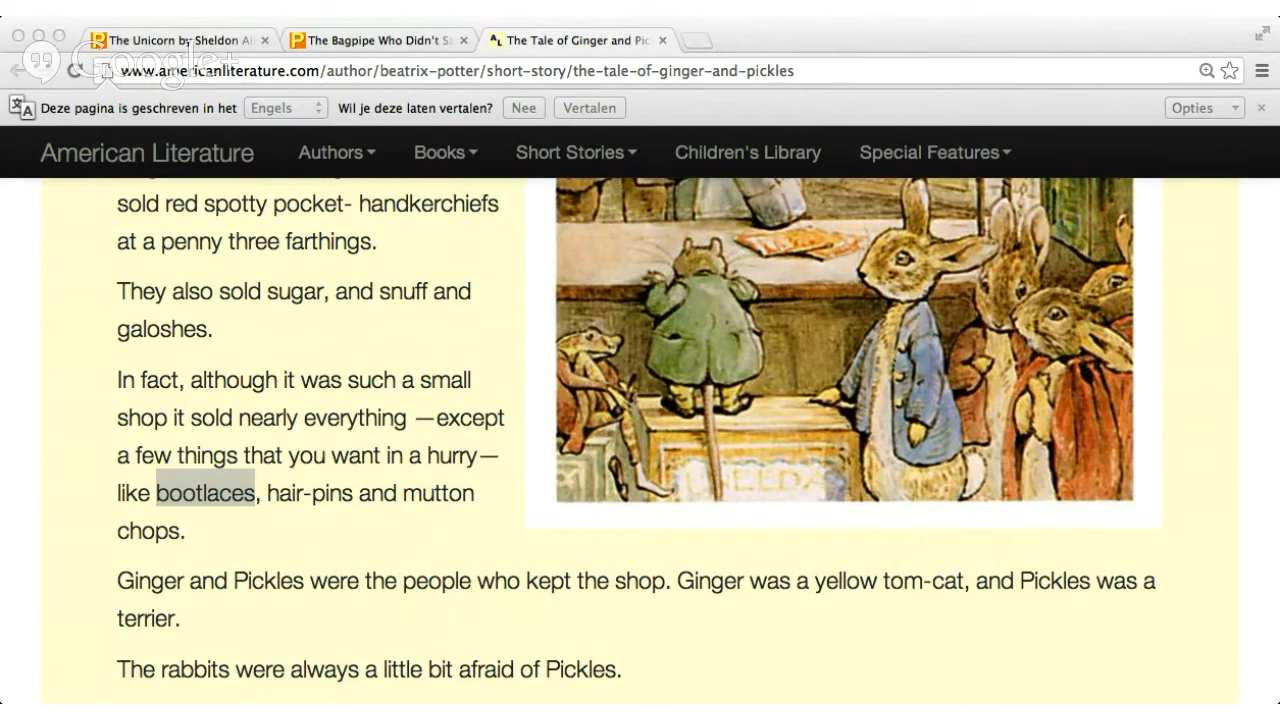 The Unicorn by Sheldon Al
The Bagpipe Who Didn't Sa
The Tale of Ginger and Pic
Google+
www.americanliterature.com/author/beatrix-potter/short-story/the-tale-of-ginger-and-pickles
Deze pagina is geschreven in het Engels Wil je deze laten vertalen? Nee Vertalen Opties
American Literature Authors Books Short Stories Children's Library Special Features
sold red spotty pocket- handkerchiefs
at a penny three farthings.
They also sold sugar, and snuff and
galoshes.
In fact, although it was such a small
shop it sold nearly everything —except
a few things that you want in a hurry—
like bootlaces, hair-pins and mutton
chops.
Ginger and Pickles were the people who kept the shop. Ginger was a yellow tom-cat, and Pickles was a
terrier.
The rabbits were always a little bit afraid of Pickles.